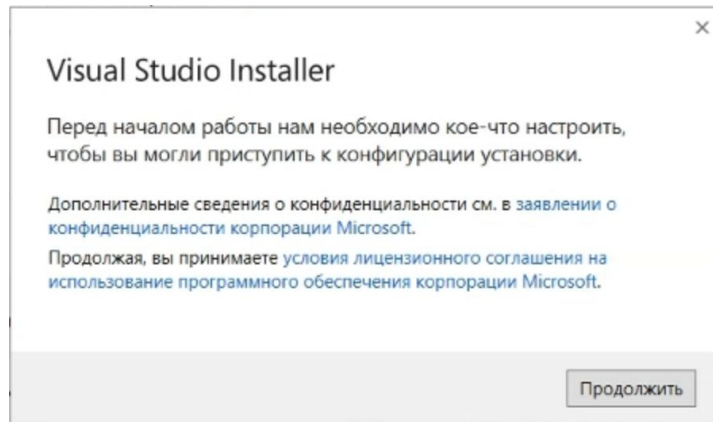 Visual Studio Installer
Перед началом работы нам необходимо кое-что настроить,
чтобы вы могли приступить к конфигурации установки.
Дополнительные сведения о конфиденциальности см. в заявлении о
конфиденциальности корпорации Microsoft.
Продолжая, вы принимаете условия лицензионного соглашения на
использование программного обеспечения корпорации Microsoft.
Продолжить